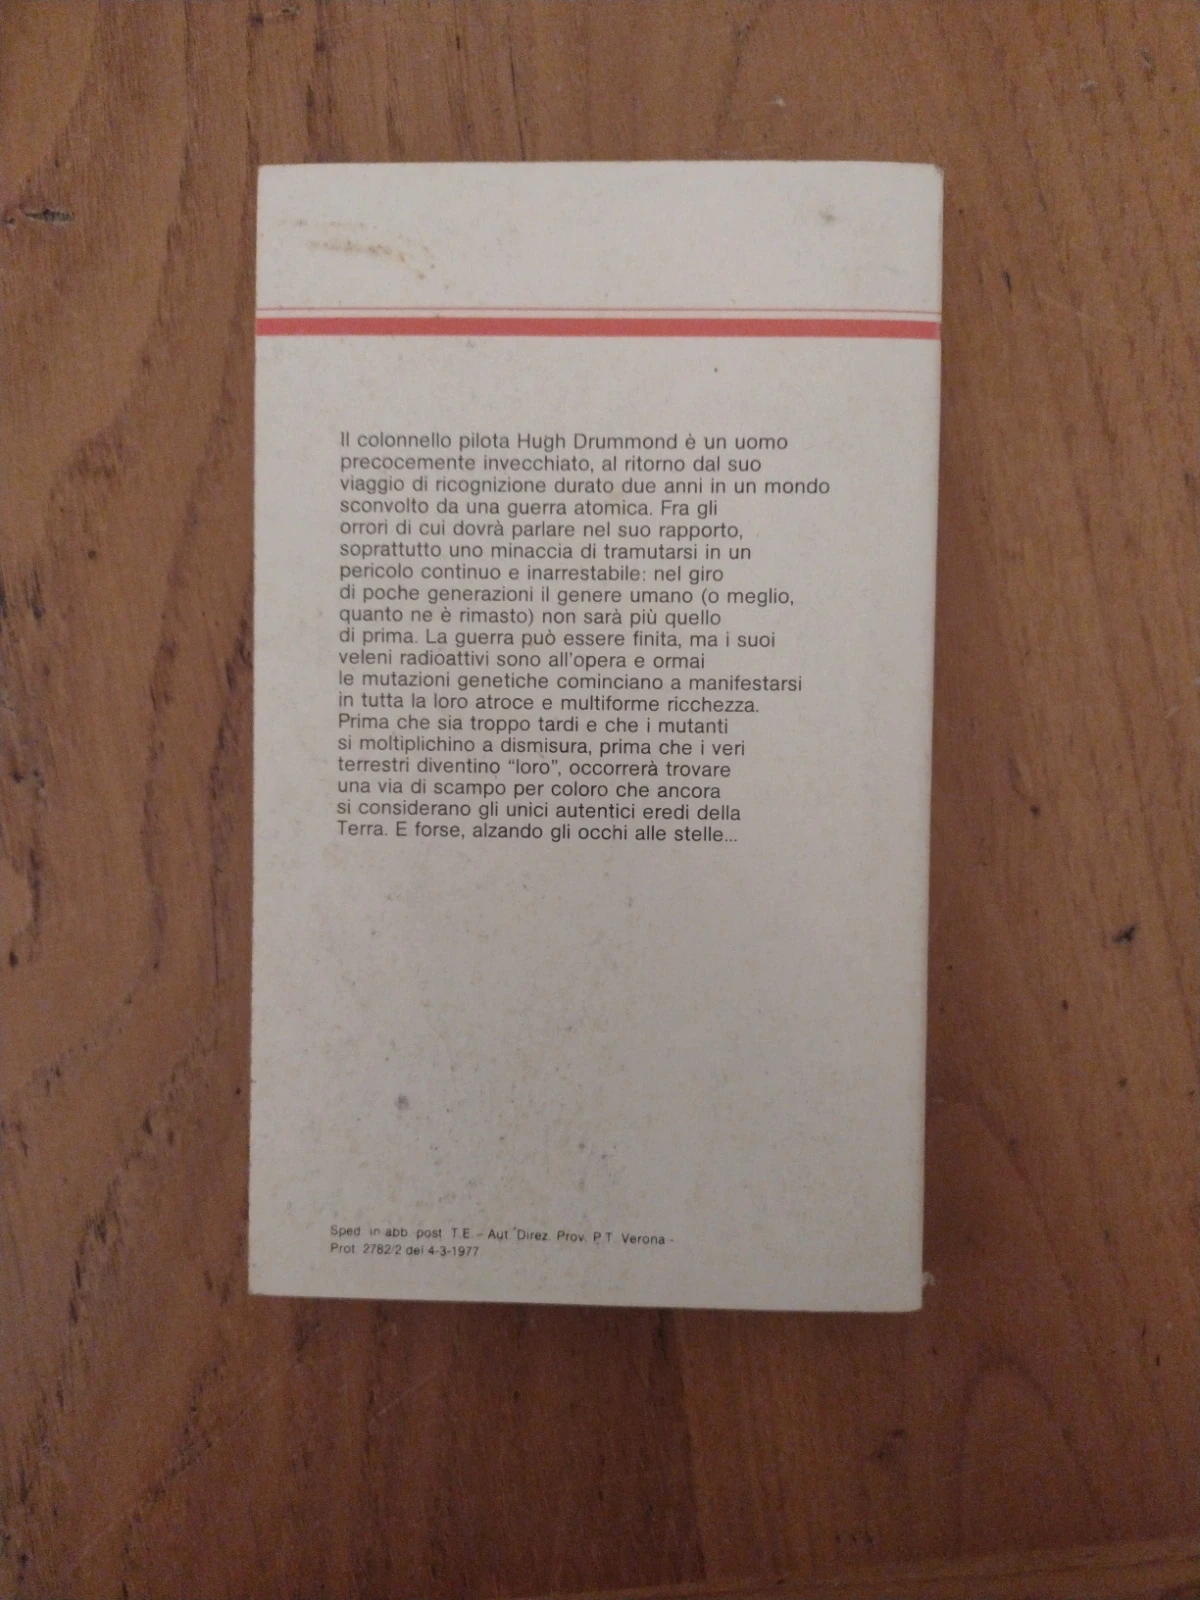 Il colonnello pilota Hugh Drummond è un uomo
precocemente invecchiato, al ritorno dal suo
viaggio di ricognizione durato due anni in un mondo
sconvolto da una guerra atomica. Fra gli
orrori di cui dovrà parlare nel suo rapporto,
soprattutto uno minaccia di tramutarsi in un
pericolo continuo e inarrestabile: nel giro
di poche generazioni il genere umano (o meglio,
quanto ne è rimasto) non sarà più quello
di prima. La guerra può essere finita, ma i suoi
veleni radioattivi sono all'opera e ormai
le mutazioni genetiche cominciano a manifestarsi
in tutta la loro atroce e multiforme ricchezza.
Prima che sia troppo tardi e che i mutanti
si moltiplichino a dismisura, prima che i veri
terrestri diventino "loro", occorrerà trovare
una via di scampo per coloro che ancora
si considerano gli unici autentici eredi della
Terra. E forse, alzando gli occhi alle stelle...
Sped. in abb. post. T.E. - Aut. Direz. Prov. P.T. Verona -
Prot. 2782/2 del 4-3-1977